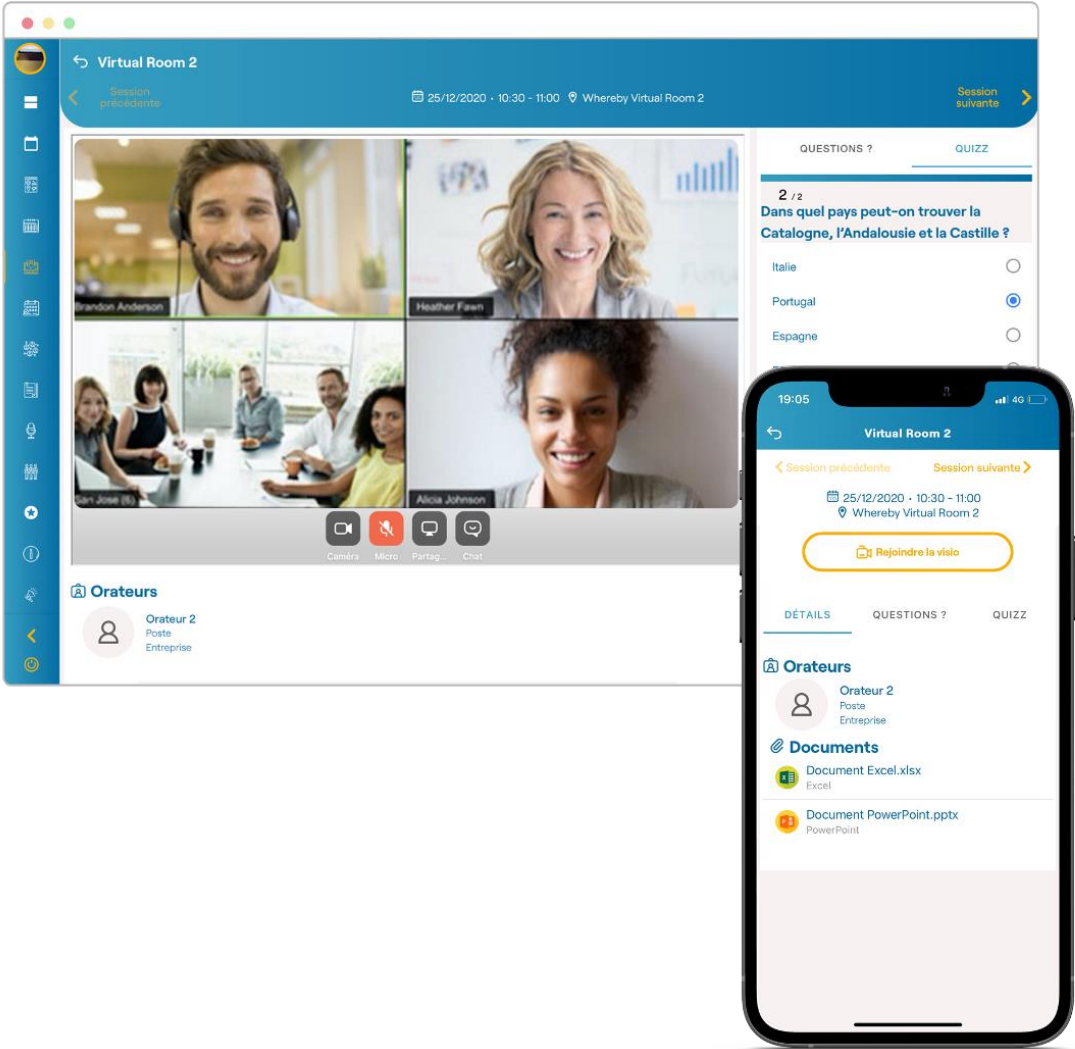 Virtual Room 2
Session
précédente
25/12/2020 • 10:30 - 11:00 Whereby Virtual Room 2
Session
suivante
QUESTIONS ?
QUIZZ
2 /2
Dans quel pays peut-on trouver la
Catalogne, l'Andalousie et la Castille ?
Italie
Portugal
Espagne
Brandon Anderson
Heather Fawn
San Jose (6)
Alicia Johnson
Caméra
Micro
Partag...
Chat
Orateurs
Orateur 2
Poste
Entreprise
19:05
4G
Virtual Room 2
Session précédente
Session suivante
25/12/2020 • 10:30 - 11:00
Whereby Virtual Room 2
Rejoindre la visio
DÉTAILS
QUESTIONS ?
QUIZZ
Orateurs
Orateur 2
Poste
Entreprise
Documents
Document Excel.xlsx
Excel
Document PowerPoint.pptx
PowerPoint